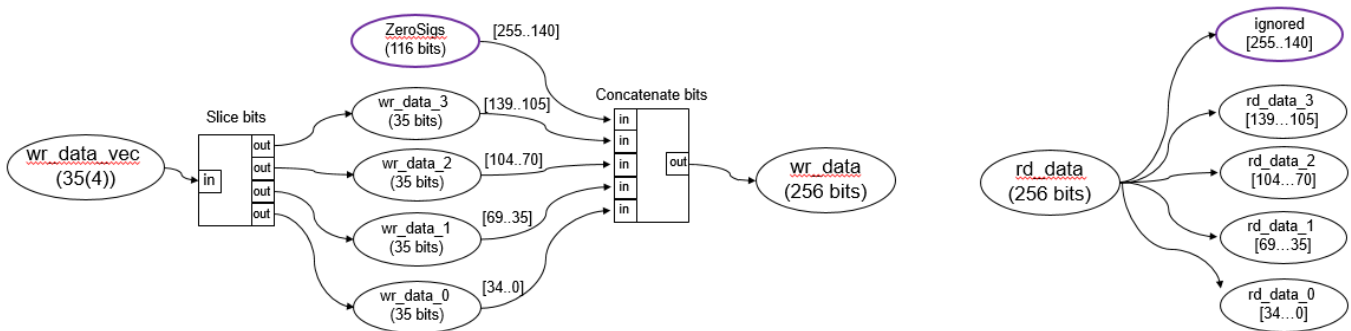 wr_data_vec
(35(4))
Slice bits
in
out
out
out
out
ZeroSigs
(116 bits)
wr_data_3
(35 bits)
wr_data_2
(35 bits)
wr_data_1
(35 bits)
wr_data_0
(35 bits)
[255..140]
[139..105]
[104..70]
[69..35]
[34..0]
Concatenate bits
in
in
in
in
in
out
wr_data
(256 bits)
rd_data
(256 bits)
ignored
[255..140]
rd_data_3
[139...105]
rd_data_2
[104...70]
rd_data_1
[69...35]
rd_data_0
[34...0]